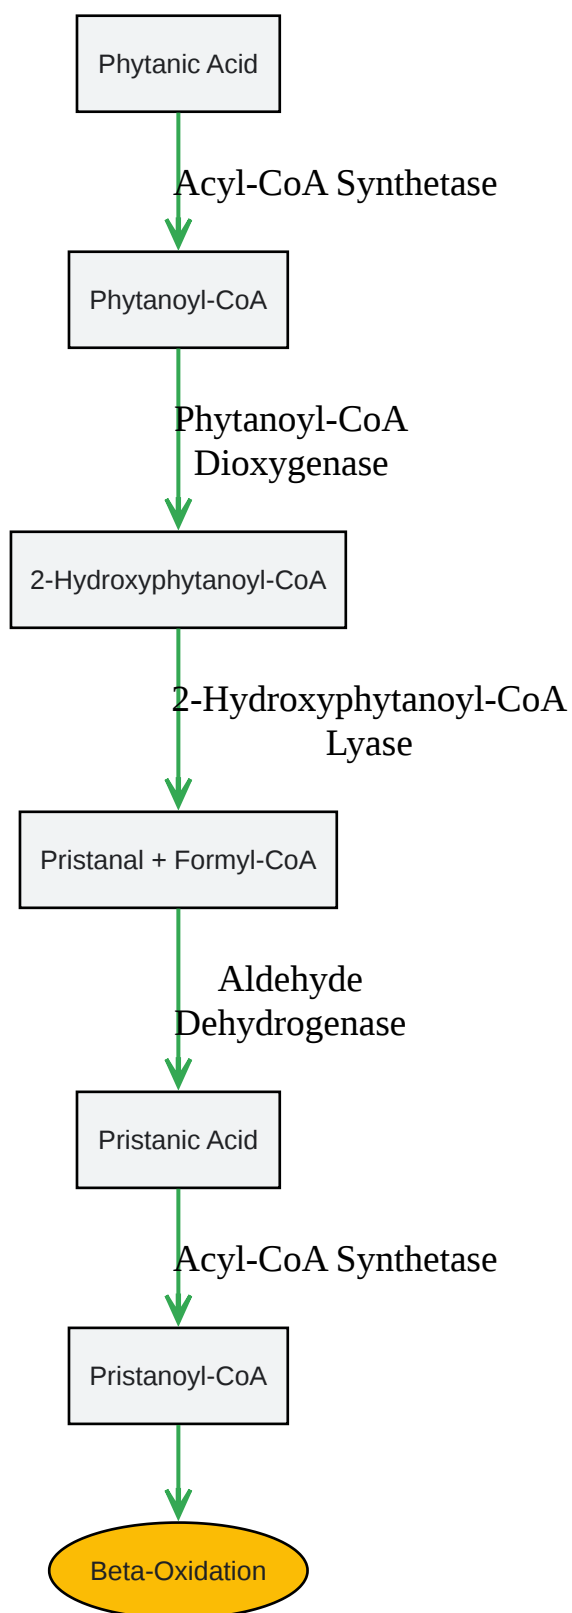 Phytanic Acid
Acyl-CoA Synthetase
Phytanoyl-CoA
Phytanoyl-CoA
Dioxygenase
2-Hydroxyphytanoyl-CoA
2-Hydroxyphytanoyl-CoA
Lyase
Pristanal + Formyl-CoA
Aldehyde
Dehydrogenase
Pristanic Acid
Acyl-CoA Synthetase
Pristanoyl-CoA
Beta-Oxidation